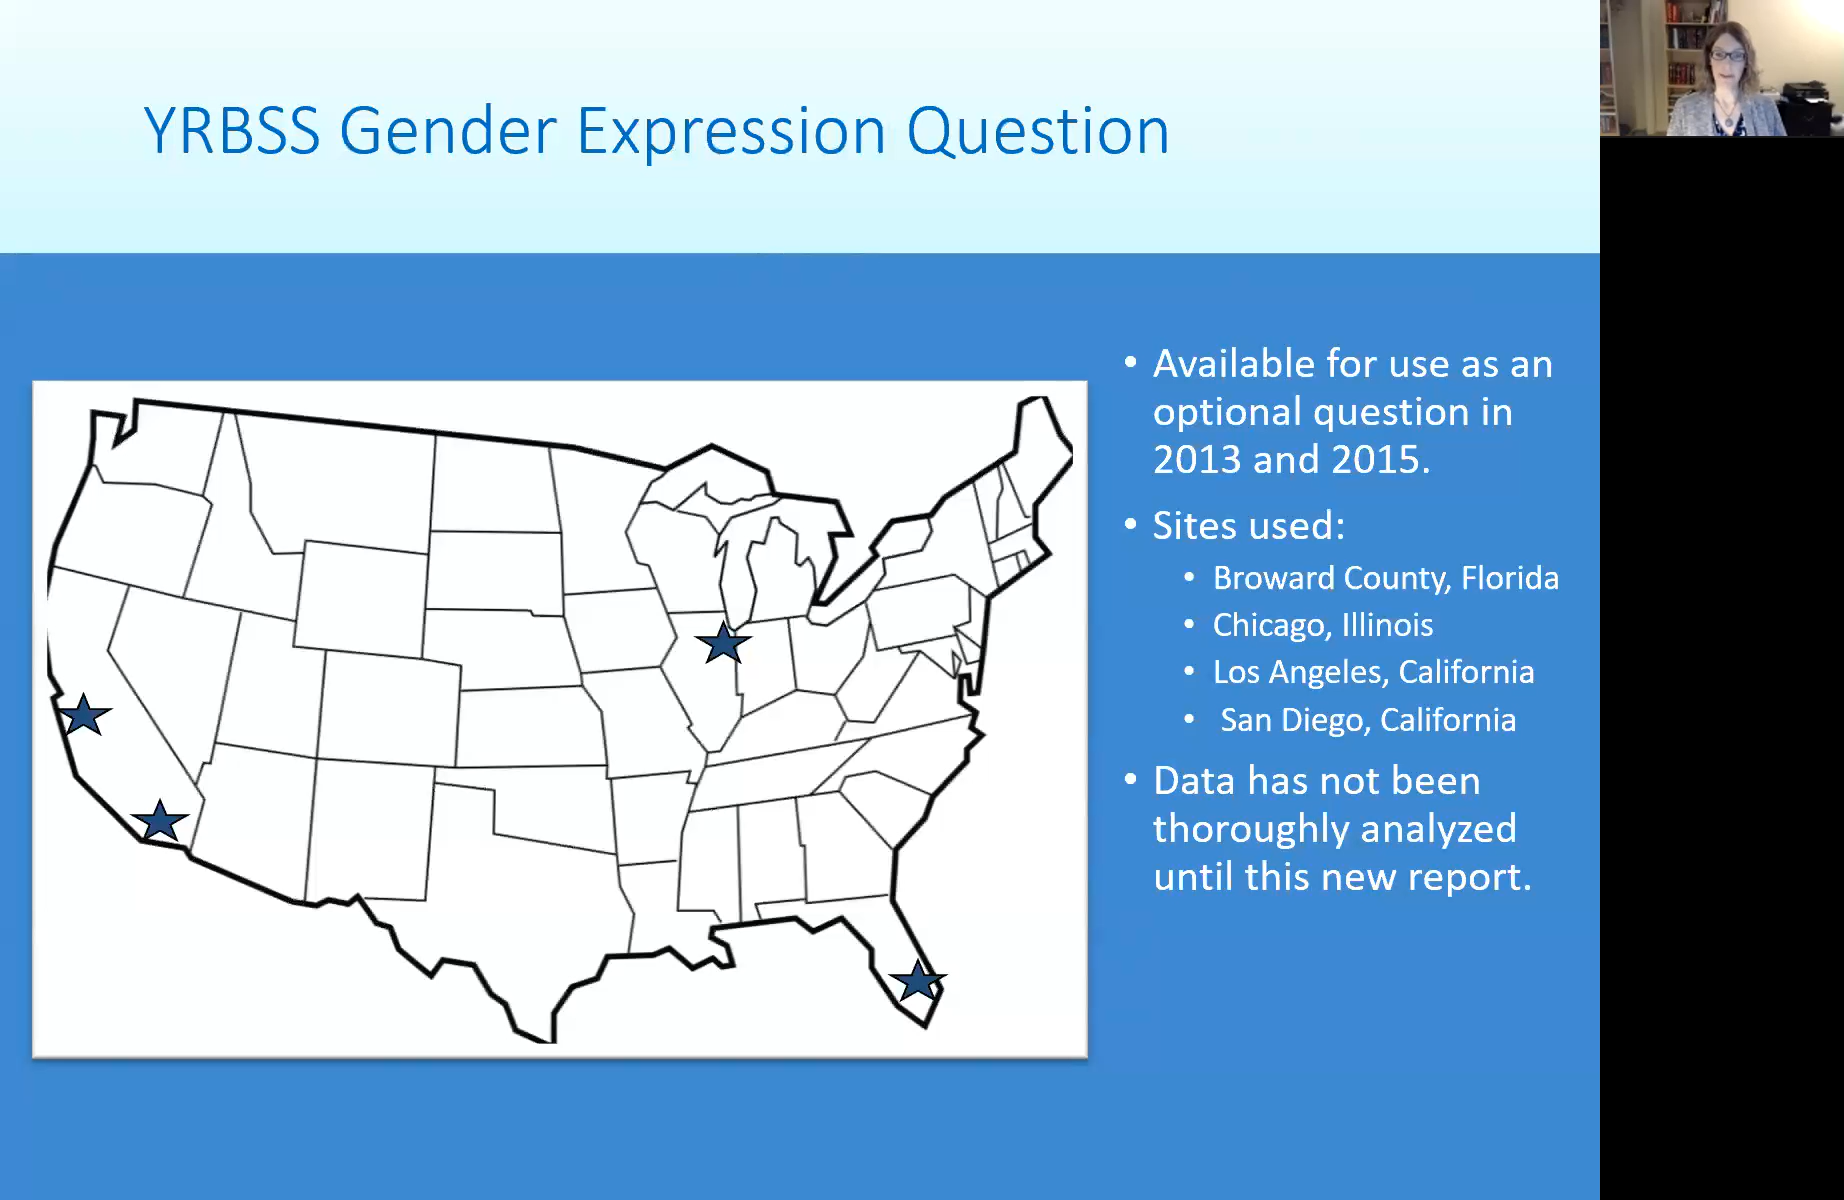 YRBSS Gender Expression Question
• Available for use as an
optional question in
2013 and 2015.
• Sites used:
• Broward County, Florida
• Chicago, Illinois
• Los Angeles, California
• San Diego, California
• Data has not been
thoroughly analyzed
until this new report.